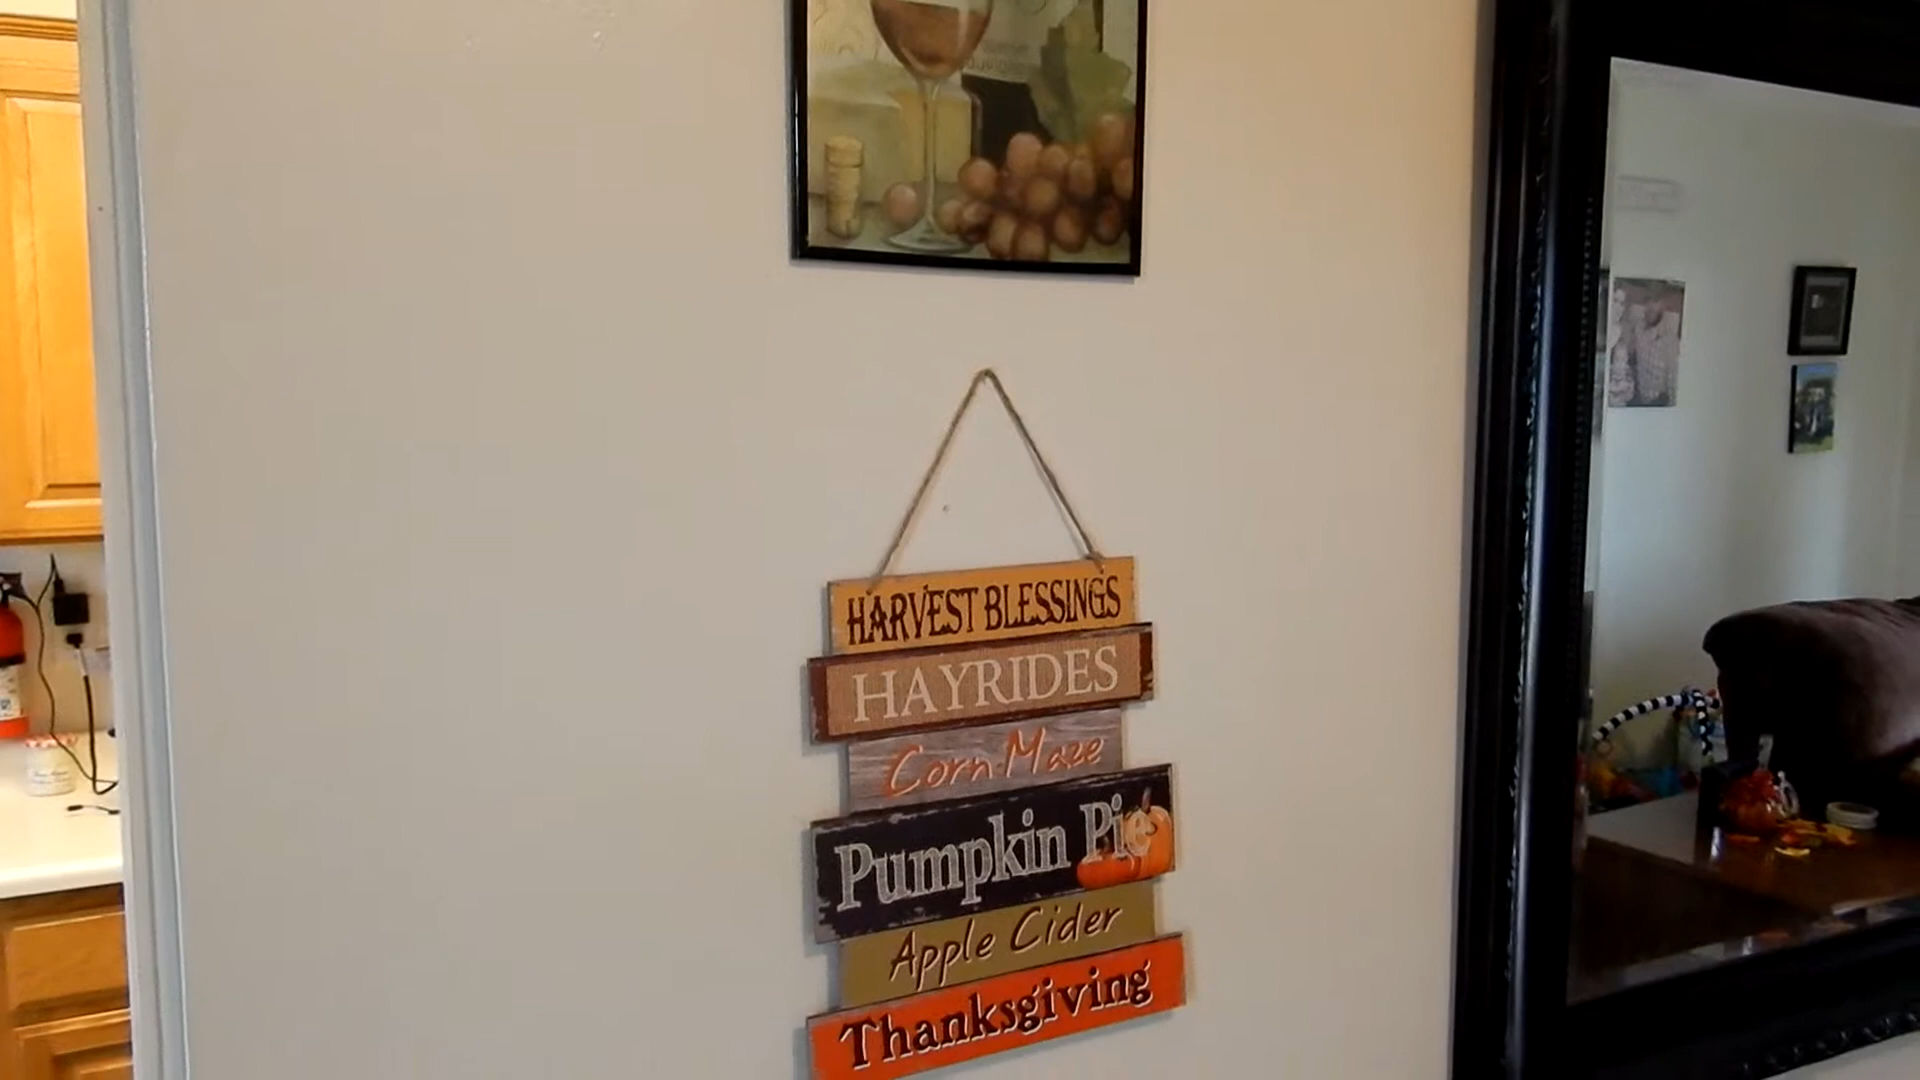 HARVEST BLESSINGS
HAYRIDES
Corn Maze
Pumpkin Pie
Apple Cider
Thanksgiving